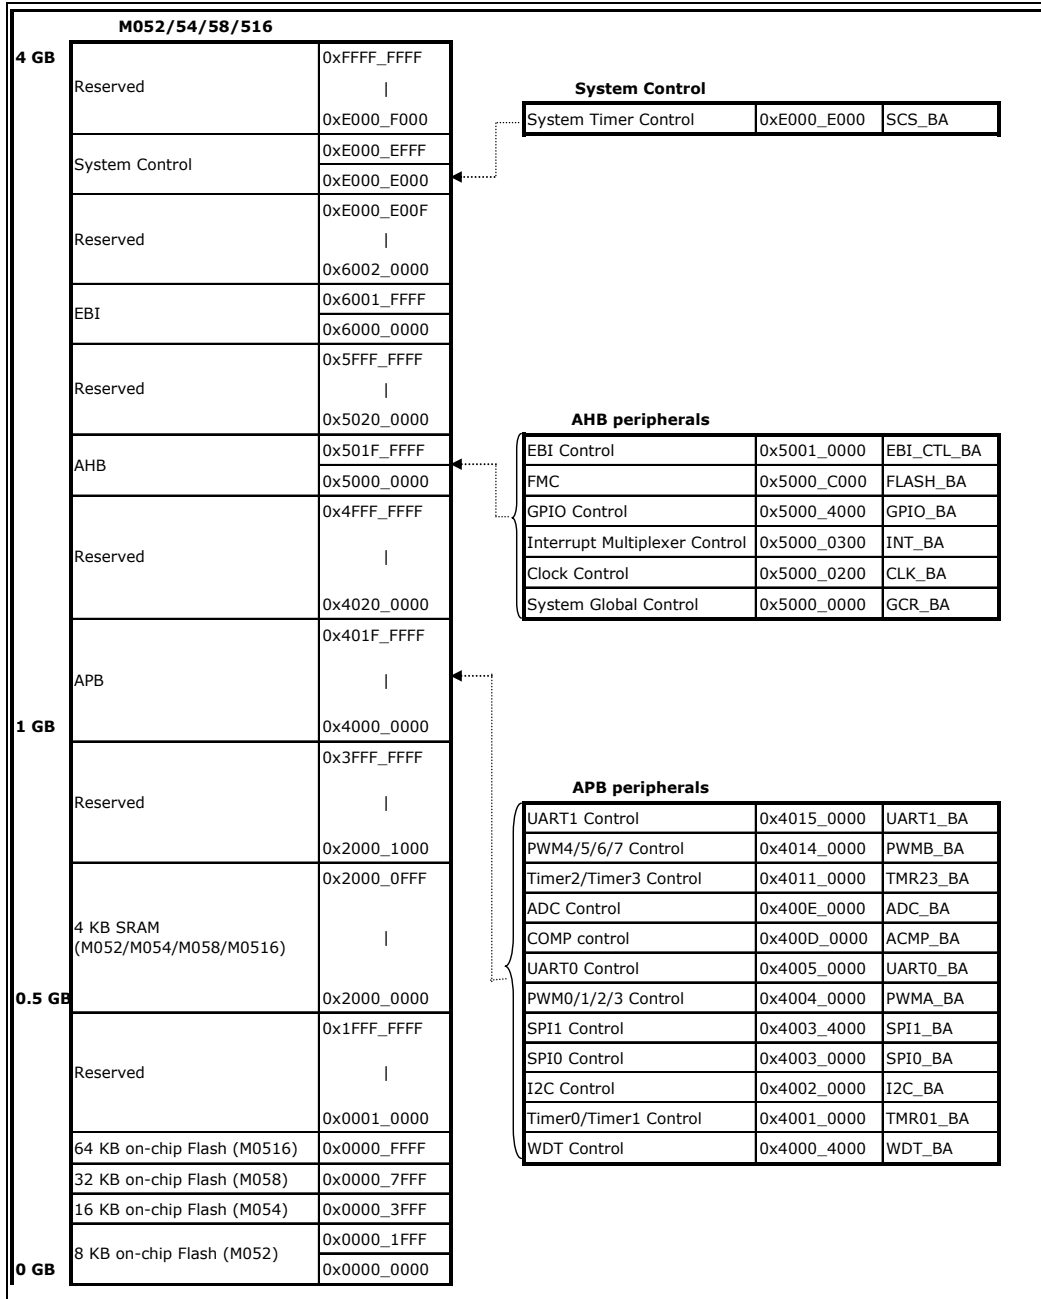 M052/54/58/516
4 GB
Reserved
0xFFFF_FFFF
|
0xE000_F000
System Control
0xE000_EFFF
0xE000_E000
Reserved
0xE000_E00F
|
0x6002_0000
EBI
0x6001_FFFF
0x6000_0000
Reserved
0x5FFF_FFFF
|
0x5020_0000
AHB
0x501F_FFFF
0x5000_0000
Reserved
0x4FFF_FFFF
|
0x4020_0000
APB
0x401F_FFFF
|
1 GB
0x4000_0000
Reserved
0x3FFF_FFFF
|
0x2000_1000
4 KB SRAM
(M052/M054/M058/M0516)
0x2000_0FFF
|
0.5 GB
0x2000_0000
Reserved
0x1FFF_FFFF
|
0x0001_0000
64 KB on-chip Flash (M0516) 0x0000_FFFF
32 KB on-chip Flash (M058) 0x0000_7FFF
16 KB on-chip Flash (M054) 0x0000_3FFF
8 KB on-chip Flash (M052)
0x0000_1FFF
0 GB
0x0000_0000
System Control
System Timer Control 0xE000_E000 SCS_BA
AHB peripherals
EBI Control 0x5001_0000 EBI_CTL_BA
FMC 0x5000_C000 FLASH_BA
GPIO Control 0x5000_4000 GPIO_BA
Interrupt Multiplexer Control 0x5000_0300 INT_BA
Clock Control 0x5000_0200 CLK_BA
System Global Control 0x5000_0000 GCR_BA
APB peripherals
UART1 Control 0x4015_0000 UART1_BA
PWM4/5/6/7 Control 0x4014_0000 PWMB_BA
Timer2/Timer3 Control 0x4011_0000 TMR23_BA
ADC Control 0x400E_0000 ADC_BA
COMP control 0x400D_0000 ACMP_BA
UART0 Control 0x4005_0000 UART0_BA
PWM0/1/2/3 Control 0x4004_0000 PWMA_BA
SPI1 Control 0x4003_4000 SPI1_BA
SPI0 Control 0x4003_0000 SPI0_BA
I2C Control 0x4002_0000 I2C_BA
Timer0/Timer1 Control 0x4001_0000 TMR01_BA
WDT Control 0x4000_4000 WDT_BA